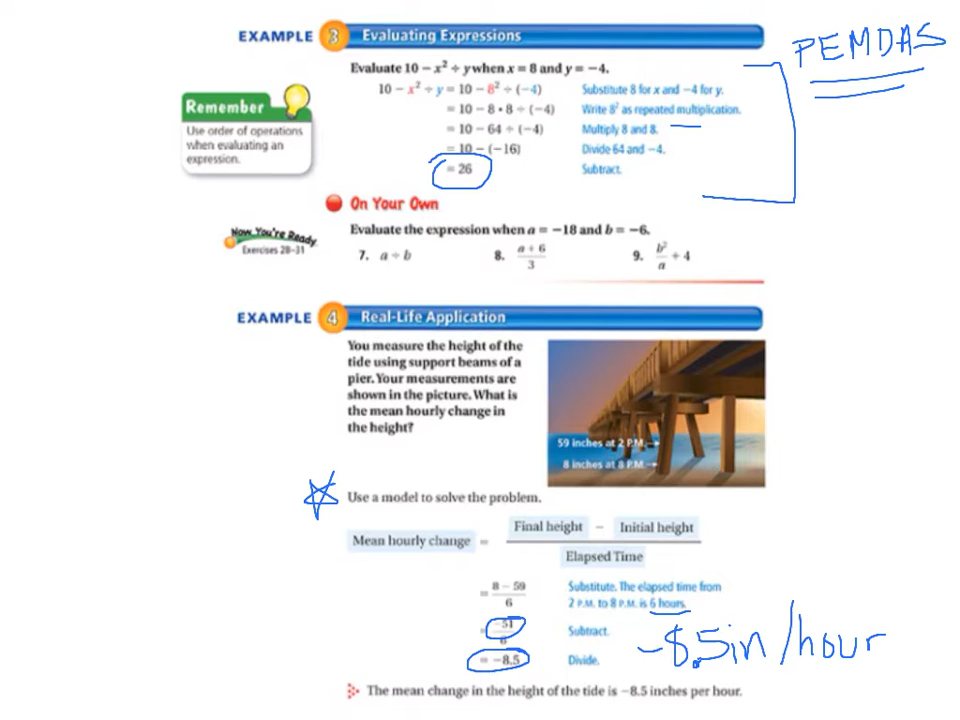 EXAMPLE 3 Evaluating Expressions
PEMDAS
Evaluate 10 − x² ÷ y when x = 8 and y = −4.
10 − x² ÷ y = 10 − 8² ÷ (−4) Substitute 8 for x and −4 for y.
= 10 − 8 • 8 ÷ (−4) Write 8² as repeated multiplication.
= 10 − 64 ÷ (−4) Multiply 8 and 8.
= 10 − (−16) Divide 64 and −4.
= 26 Subtract.
Remember
Use order of operations
when evaluating an
expression.
On Your Own
Now You're Ready
Exercises 28–31
Evaluate the expression when a = −18 and b = −6.
7. a ÷ b 8. (a + 6)/3 9. b²/a + 4
EXAMPLE 4 Real-Life Application
You measure the height of the
tide using support beams of a
pier. Your measurements are
shown in the picture. What is
the mean hourly change in
the height?
59 inches at 2 P.M.
8 inches at 8 P.M.
Use a model to solve the problem.
Mean hourly change = (Final height − Initial height)/Elapsed Time
= (8 − 59)/6 Substitute. The elapsed time from
2 P.M. to 8 P.M. is 6 hours.
= −51/6 Subtract.
= −8.5 Divide.
−8.5in/hour
The mean change in the height of the tide is −8.5 inches per hour.